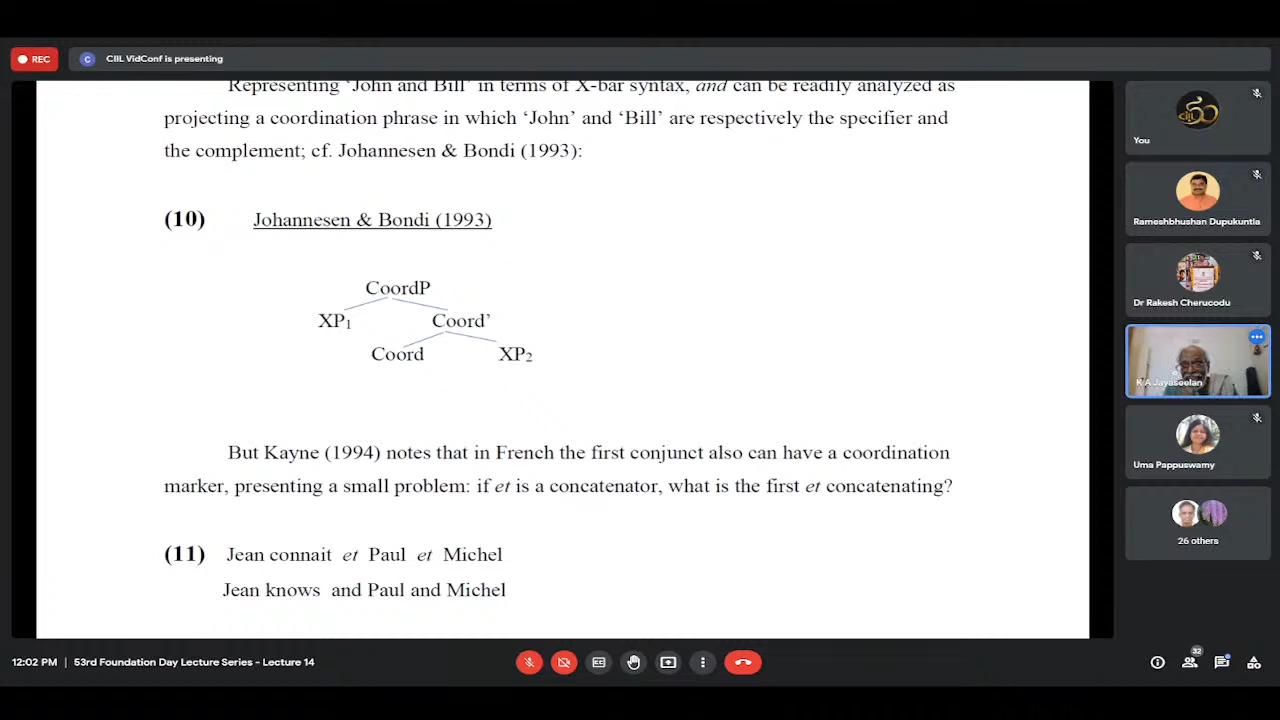 REC
C CIIL VidConf is presenting
Representing ‘John and Bill’ in terms of X-bar syntax, and can be readily analyzed as
projecting a coordination phrase in which ‘John’ and ‘Bill’ are respectively the specifier and
the complement; cf. Johannesen & Bondi (1993):
(10) Johannesen & Bondi (1993)
CoordP
XP₁ Coord’
Coord XP₂
But Kayne (1994) notes that in French the first conjunct also can have a coordination
marker, presenting a small problem: if et is a concatenator, what is the first et concatenating?
(11) Jean connait et Paul et Michel
Jean knows and Paul and Michel
You
Rameshbhushan Dupukuntla
Dr Rakesh Cherucodu
K A Jayaseelan
Uma Pappuswamy
26 others
12:02 PM | 53rd Foundation Day Lecture Series - Lecture 14
32